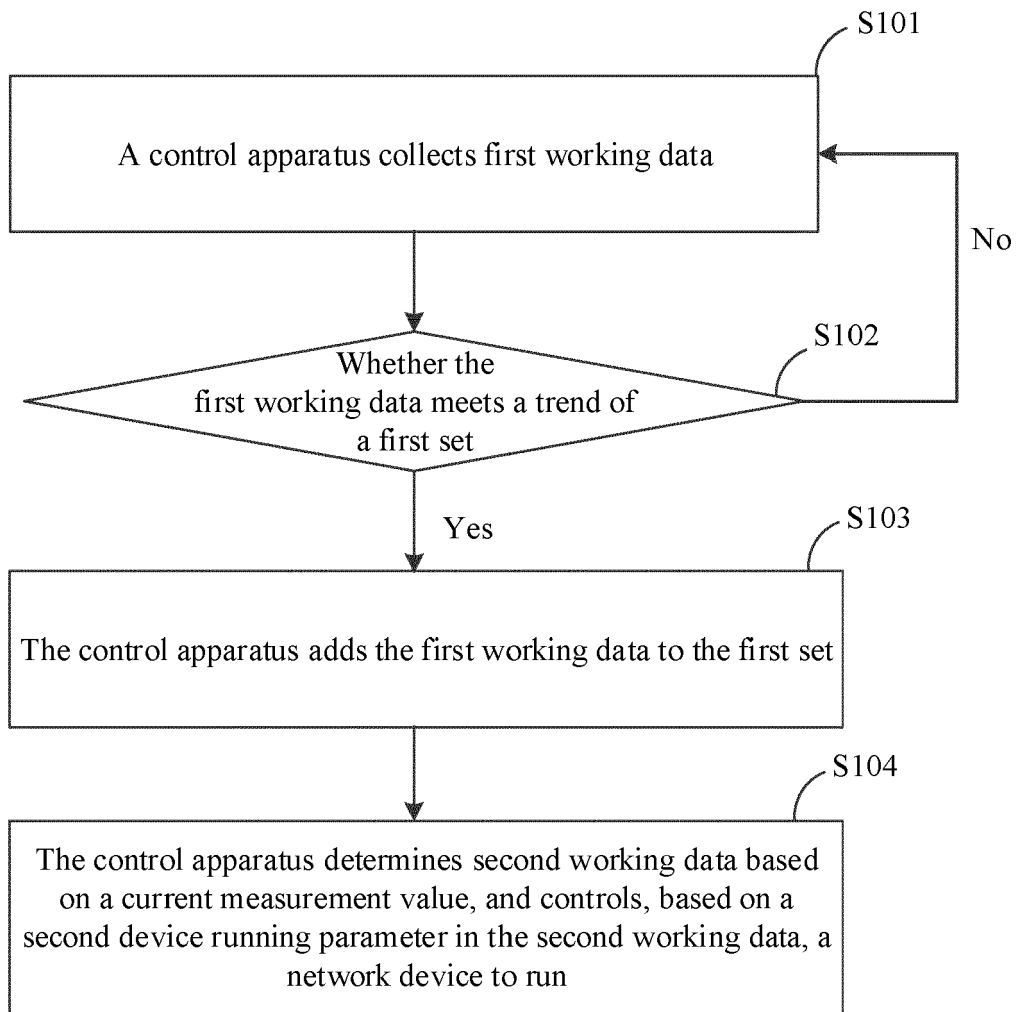 S101
A control apparatus collects first working data
No
S102
Whether the
first working data meets a trend of
a first set
Yes
S103
The control apparatus adds the first working data to the first set
S104
The control apparatus determines second working data based
on a current measurement value, and controls, based on a
second device running parameter in the second working data, a
network device to run